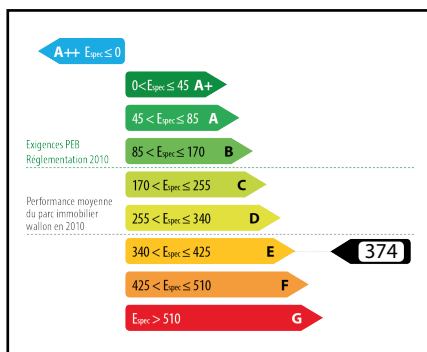 A++ Espec ≤ 0
0<Espec ≤ 45 A+
45 < Espec ≤ 85 A
Exigences PEB
Réglementation 2010
85 < Espec ≤ 170 B
170 < Espec ≤ 255 C
Performance moyenne
du parc immobilier
wallon en 2010
255 < Espec ≤ 340 D
340 < Espec ≤ 425 E
374
425 < Espec ≤ 510 F
Espec > 510 G